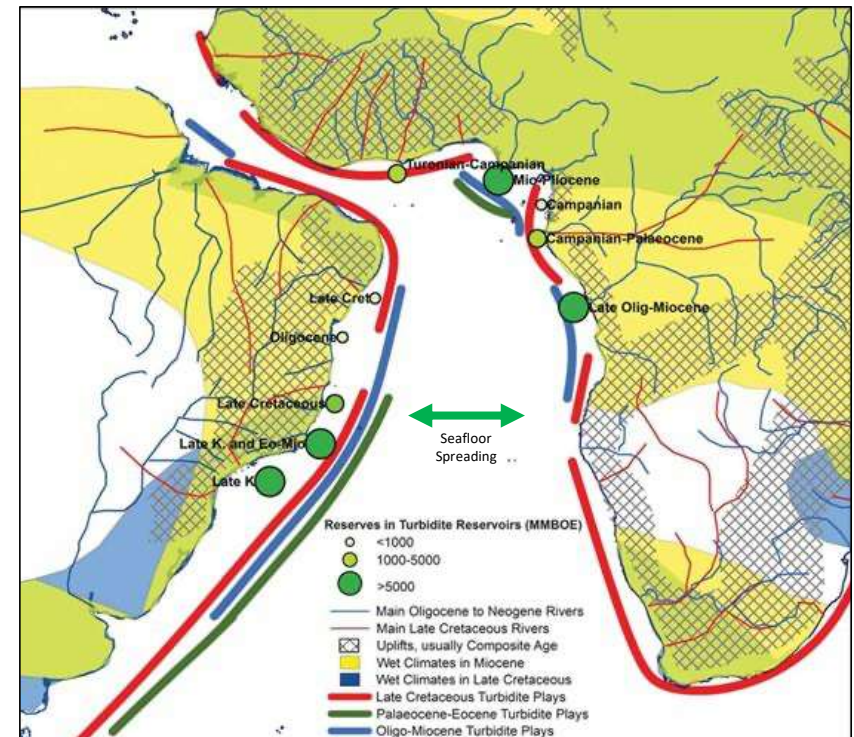 Turonian-Campanian
Mio-Pliocene
Campanian
Campanian-Palaeocene
Late Cret
Late Olig-Miocene
Oligocene
Late Cretaceous
Seafloor
Spreading
Late K. and Eo-Mio
Late K
Reserves in Turbidite Reservoirs (MMBOE)
<1000
1000-5000
>5000
Main Oligocene to Neogene Rivers
Main Late Cretaceous Rivers
Uplifts, usually Composite Age
Wet Climates in Miocene
Wet Climates in Late Cretaceous
Late Cretaceous Turbidite Plays
Palaeocene-Eocene Turbidite Plays
Oligo-Miocene Turbidite Plays